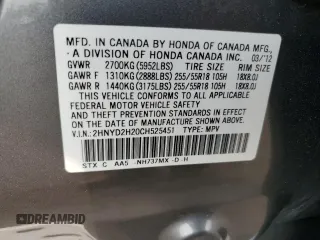 MFD. IN CANADA BY HONDA OF CANADA MFG.,
- A DIVISION OF HONDA CANADA INC. 03/'12
GVWR 2700KG(5952LBS) TIRE SIZE RIM SIZE
GAWR F 1310KG(2888LBS) 255/55R18 105H 18X8.0J
GAWR R 1440KG(3175LBS) 255/55R18 105H 18X8.0J
THIS VEHICLE CONFORMS TO ALL APPLICABLE
FEDERAL MOTOR VEHICLE SAFETY AND
THEFT PREVENTION STANDARDS IN EFFECT
ON THE DATE OF MANUFACTURE SHOWN ABOVE.
V.I.N.: 2HNYD2H20CH525451 TYPE: MPV
STX C AA5 NH737MX -D -H
DREAMBID
CARFAST